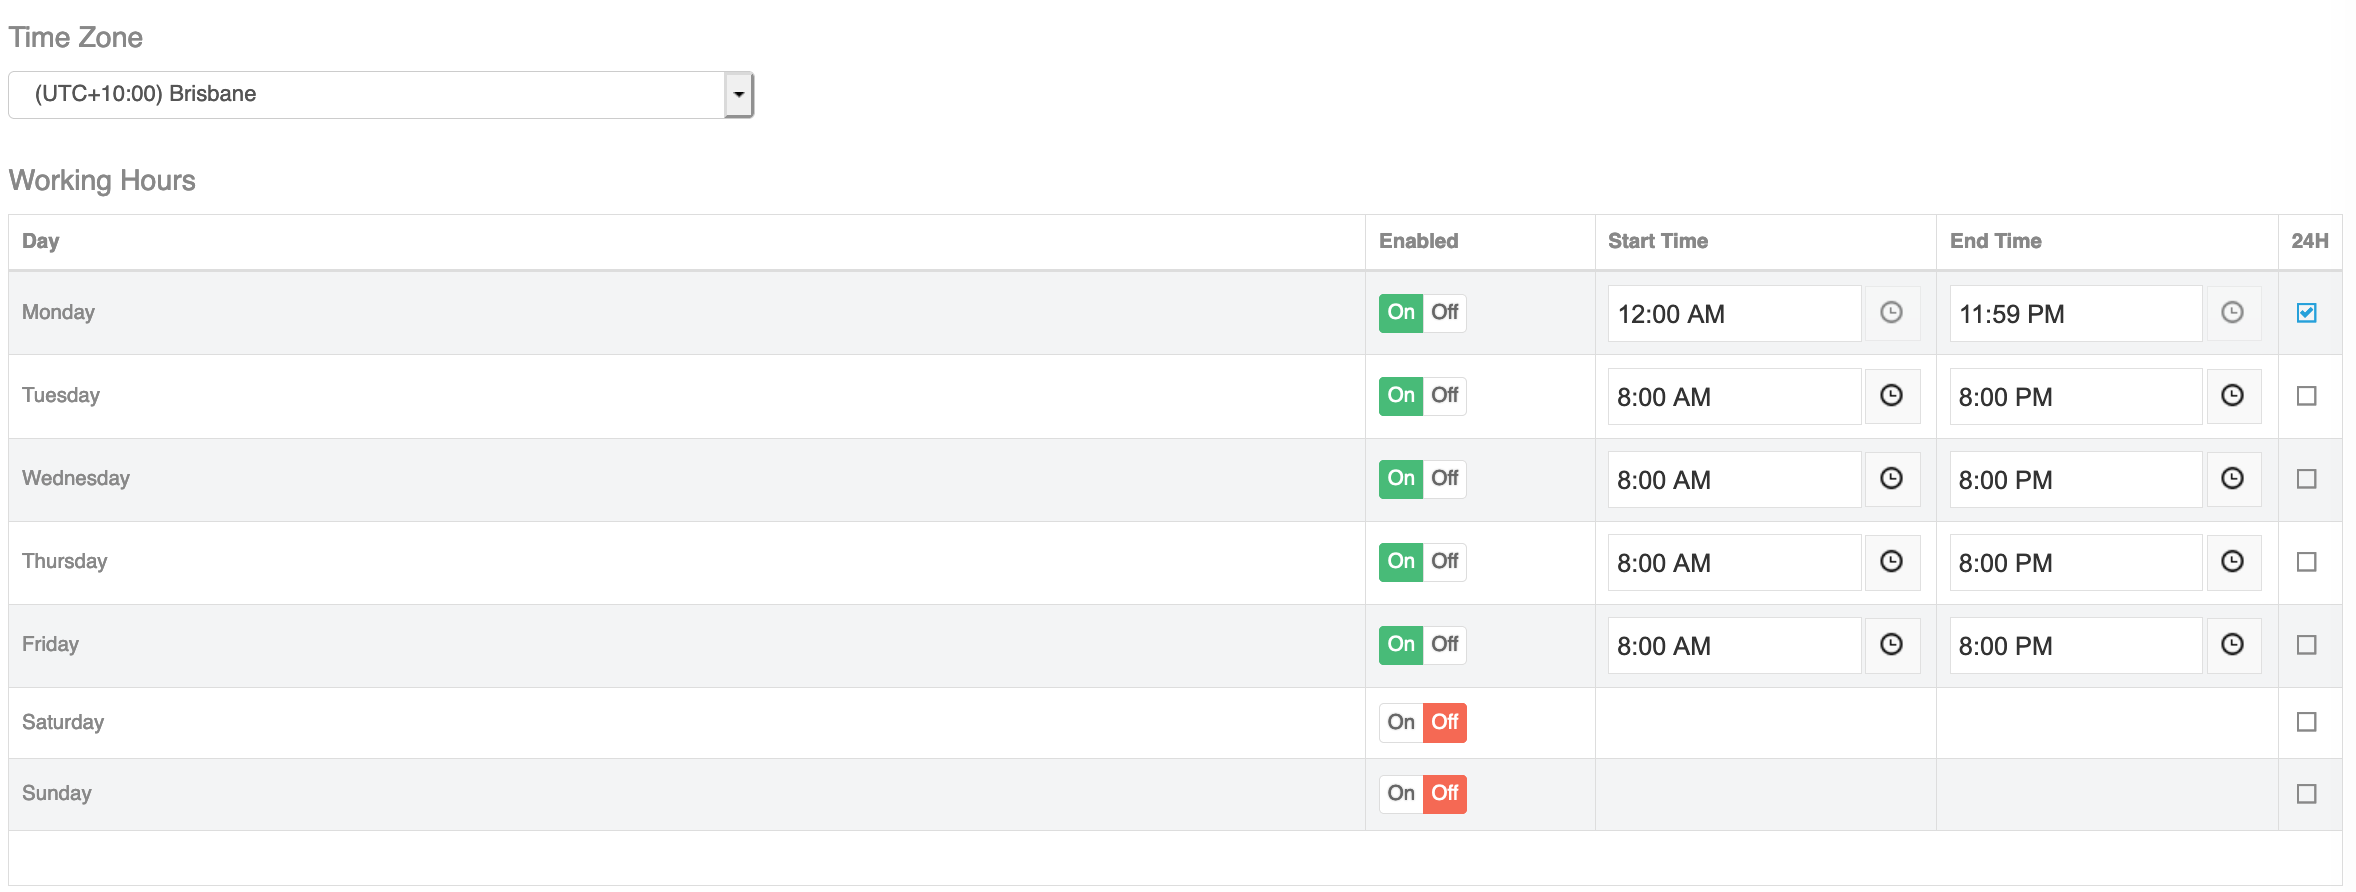 Time Zone
(UTC+10:00) Brisbane
Working Hours
Day Enabled Start Time End Time 24H
Monday On Off 12:00 AM 11:59 PM
Tuesday On Off 8:00 AM 8:00 PM
Wednesday On Off 8:00 AM 8:00 PM
Thursday On Off 8:00 AM 8:00 PM
Friday On Off 8:00 AM 8:00 PM
Saturday On Off
Sunday On Off